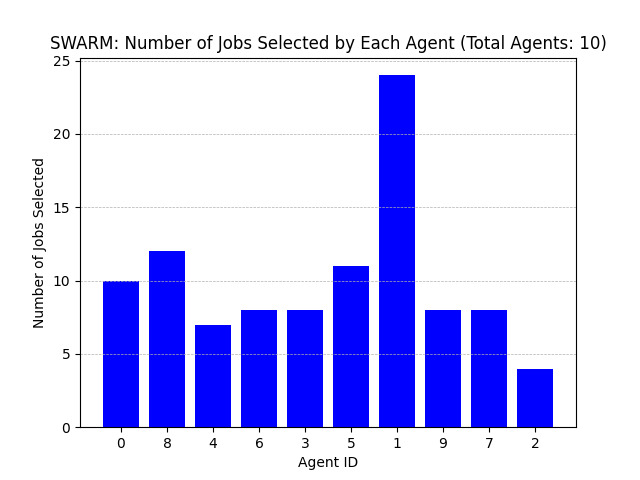 SWARM: Number of Jobs Selected by Each Agent (Total Agents: 10)
25
20
15
10
5
0
Number of Jobs Selected
0 8 4 6 3 5 1 9 7 2
Agent ID